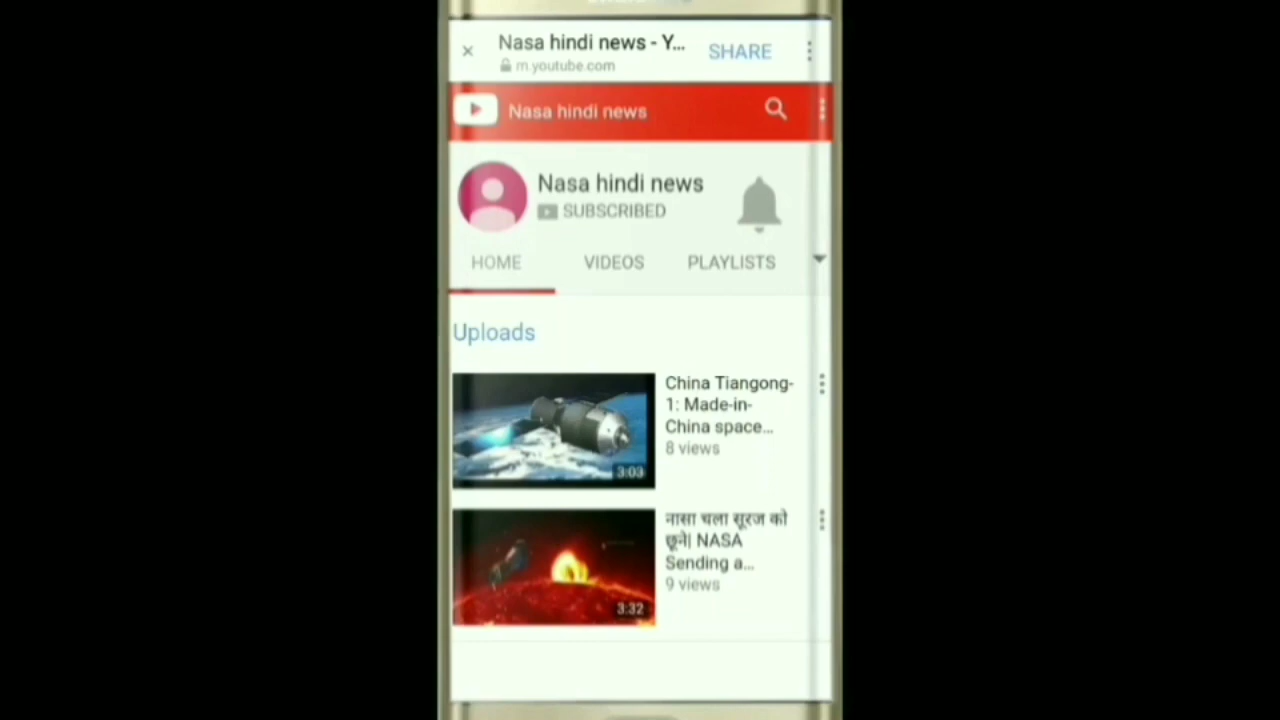 Nasa hindi news - Y...
SHARE
m.youtube.com
Nasa hindi news
Nasa hindi news
SUBSCRIBED
HOME
VIDEOS
PLAYLISTS
Uploads
China Tiangong-
1: Made-in-
China space...
8 views
3:03
नासा चला सूरज को
छूने| NASA
Sending a...
9 views
3:32